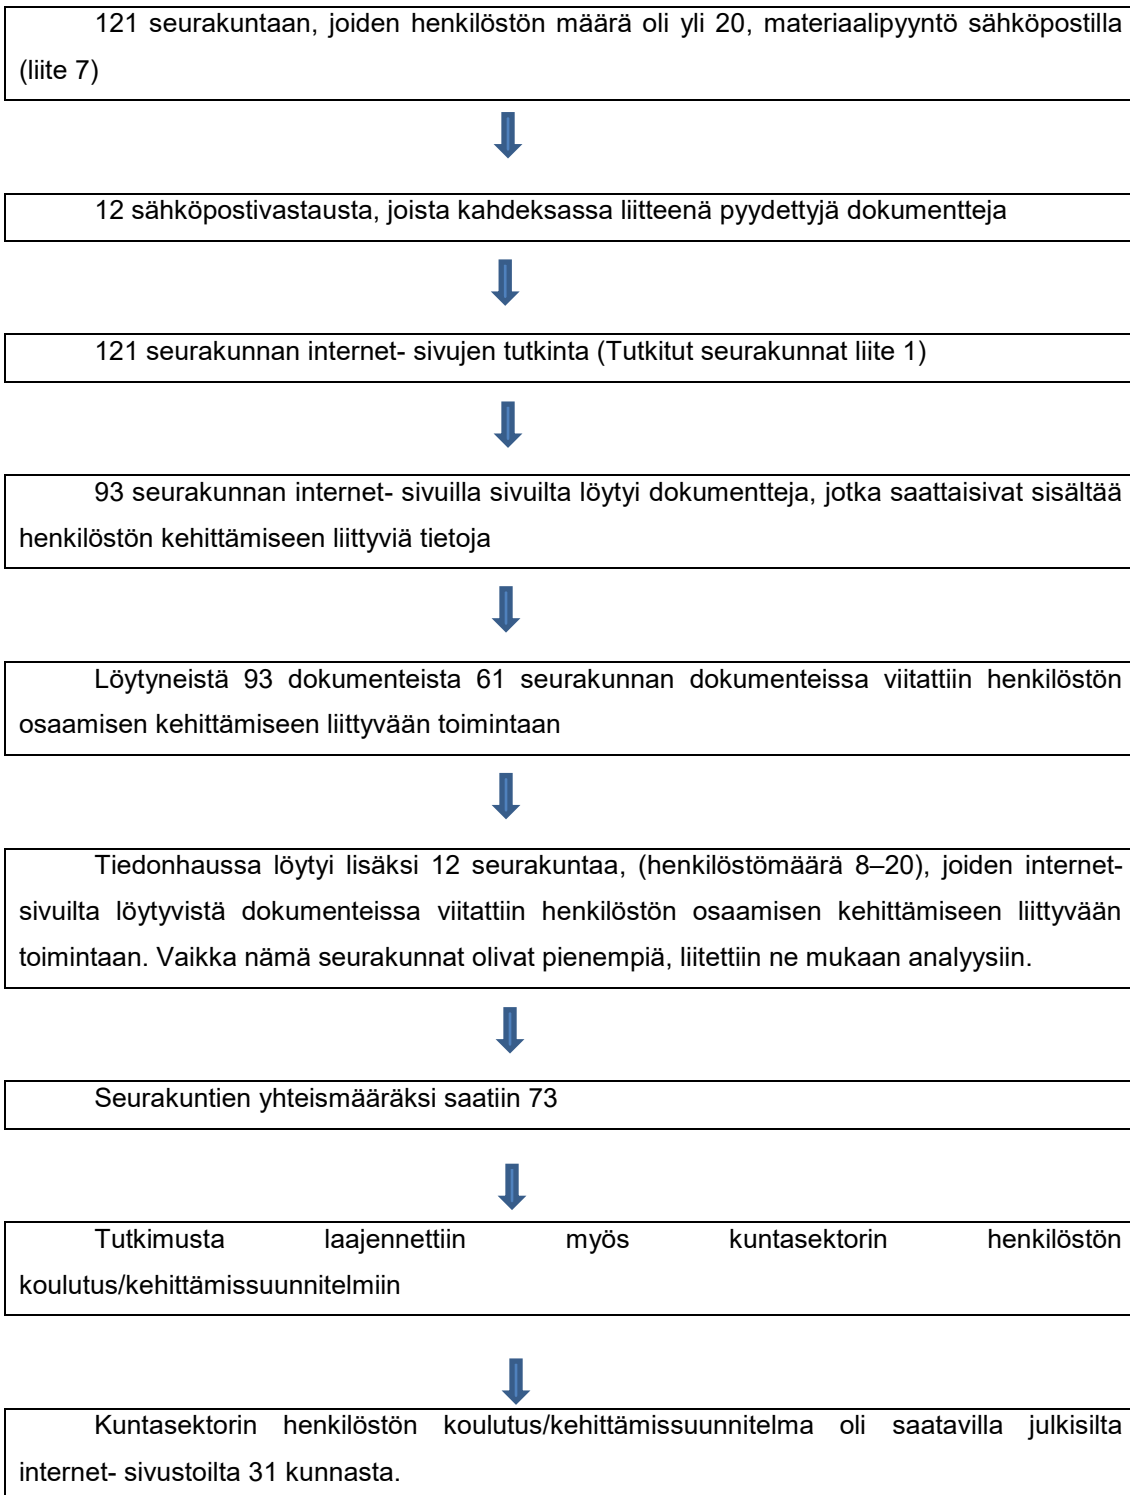 121 seurakuntaan, joiden henkilöstön määrä oli yli 20, materiaalipyyntö sähköpostilla
(liite 7)
12 sähköpostivastausta, joista kahdeksassa liitteenä pyydettyjä dokumentteja
121 seurakunnan internet- sivujen tutkinta (Tutkitut seurakunnat liite 1)
93 seurakunnan internet- sivuilla sivuilta löytyi dokumentteja, jotka saattaisivat sisältää
henkilöstön kehittämiseen liittyviä tietoja
Löytyneistä 93 dokumenteista 61 seurakunnan dokumenteissa viitattiin henkilöstön
osaamisen kehittämiseen liittyvään toimintaan
Tiedonhaussa löytyi lisäksi 12 seurakuntaa, (henkilöstömäärä 8–20), joiden internet-
sivuilta löytyvistä dokumenteissa viitattiin henkilöstön osaamisen kehittämiseen liittyvään
toimintaan. Vaikka nämä seurakunnat olivat pienempiä, liitettiin ne mukaan analyysiin.
Seurakuntien yhteismääräksi saatiin 73
Tutkimusta laajennettiin myös kuntasektorin henkilöstön
koulutus/kehittämissuunnitelmiin
Kuntasektorin henkilöstön koulutus/kehittämissuunnitelma oli saatavilla julkisilta
internet- sivustoilta 31 kunnasta.